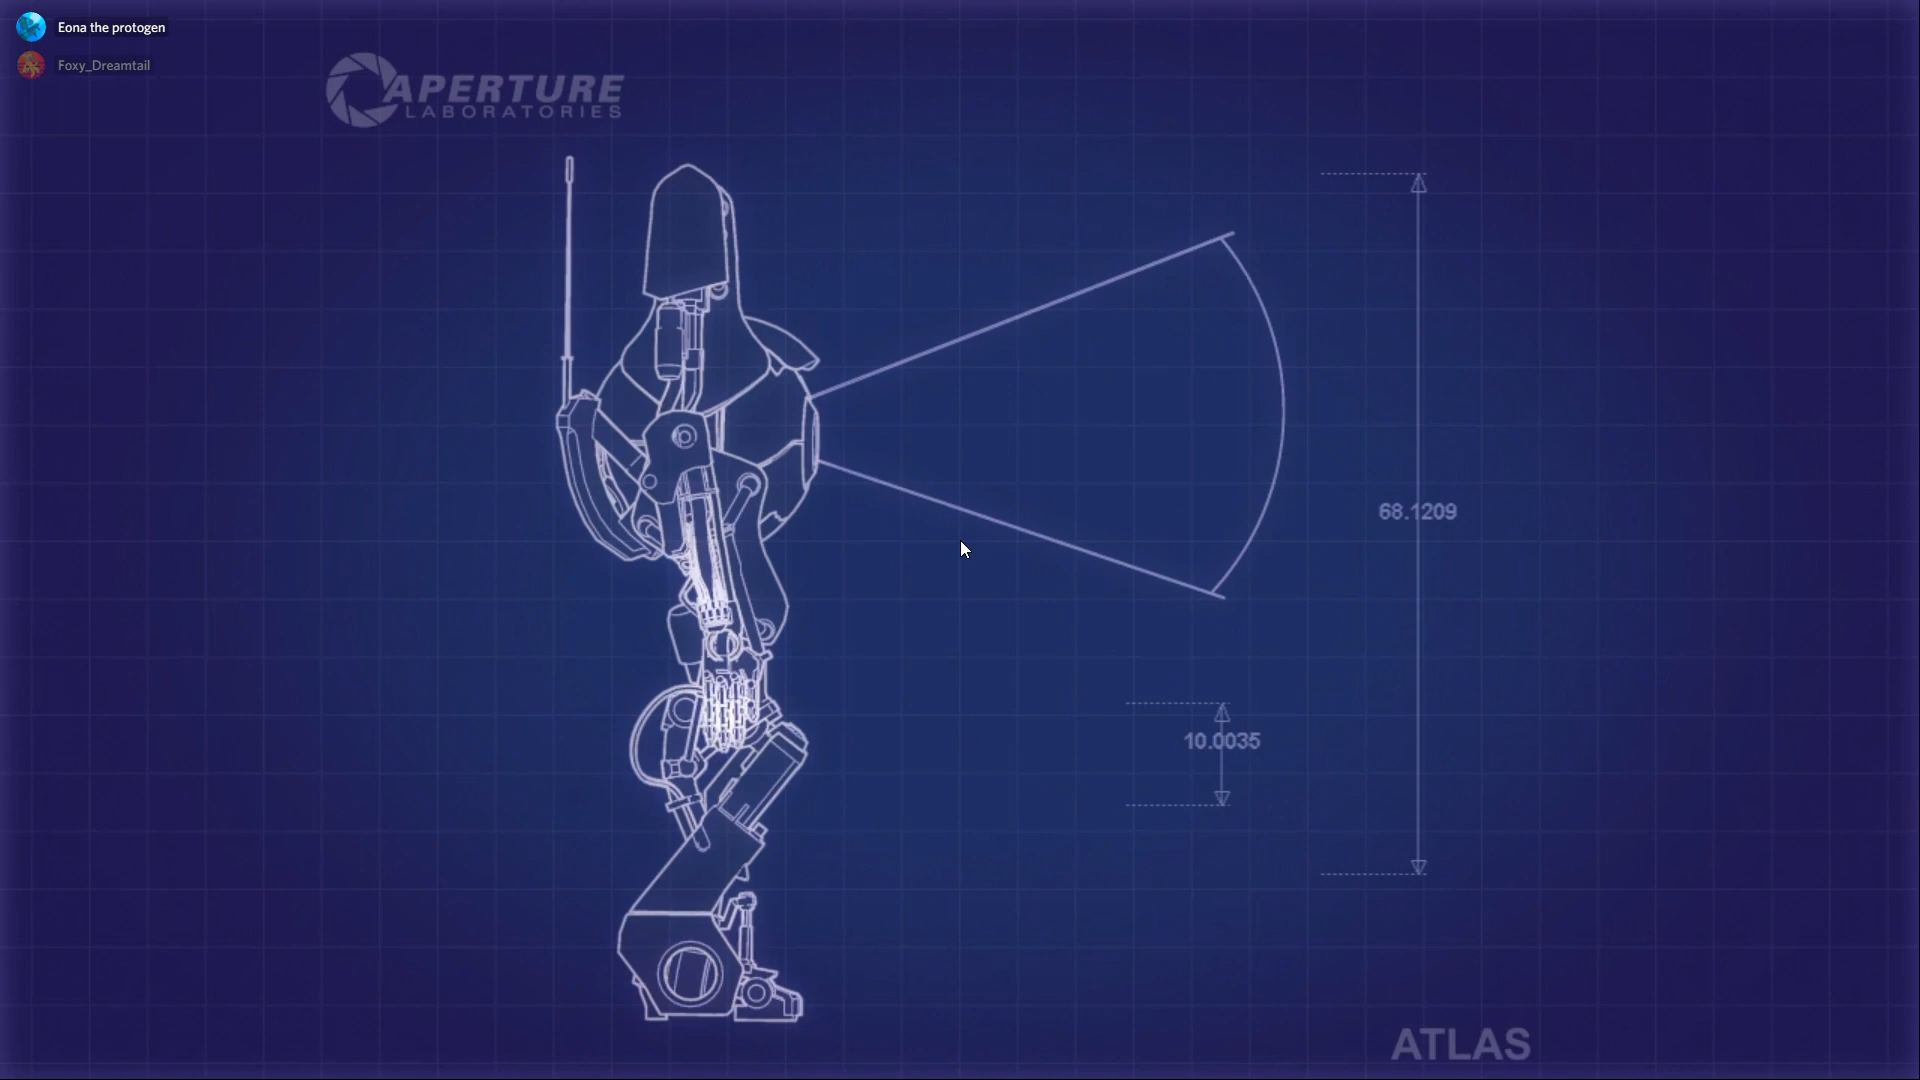 Eona the protogen
Foxy_Dreamtail
APERTURE
LABORATORIES
68.1209
10.0035
ATLAS